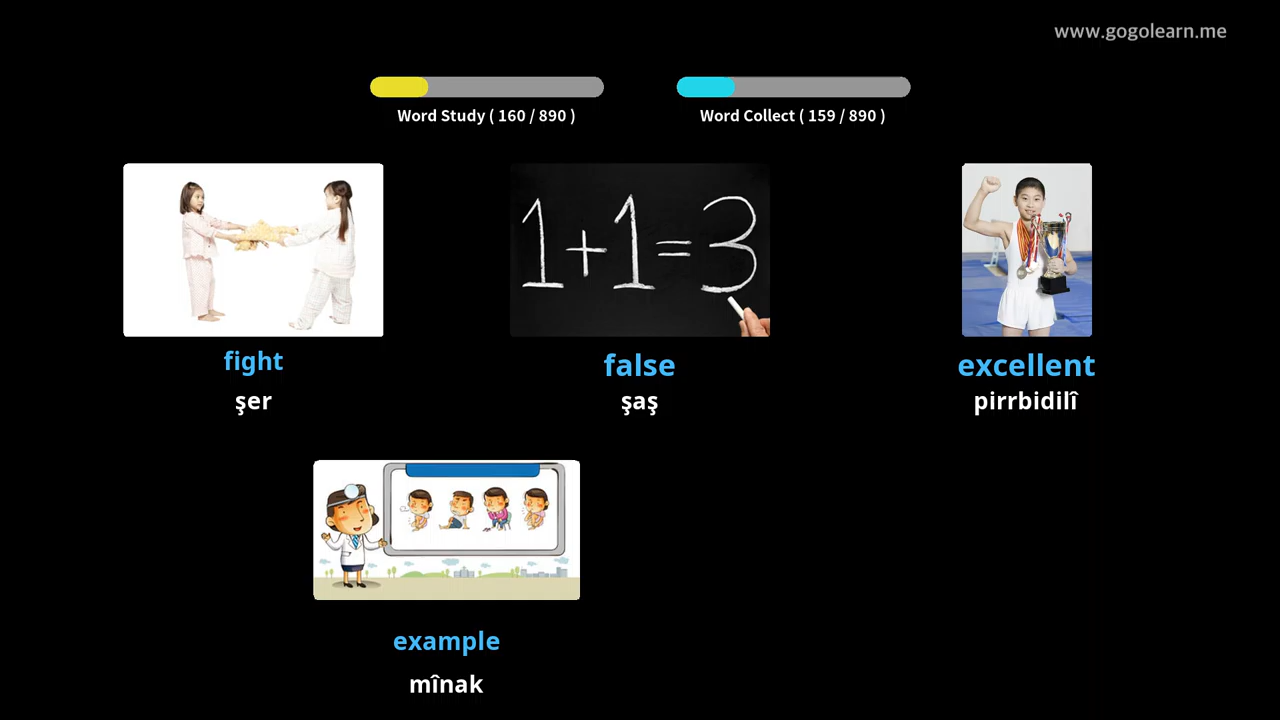 www.gogolearn.me
Word Study ( 160 / 890 )
Word Collect ( 159 / 890 )
1+1=3
fight
şer
false
şaş
excellent
pirrbidilî
example
mînak